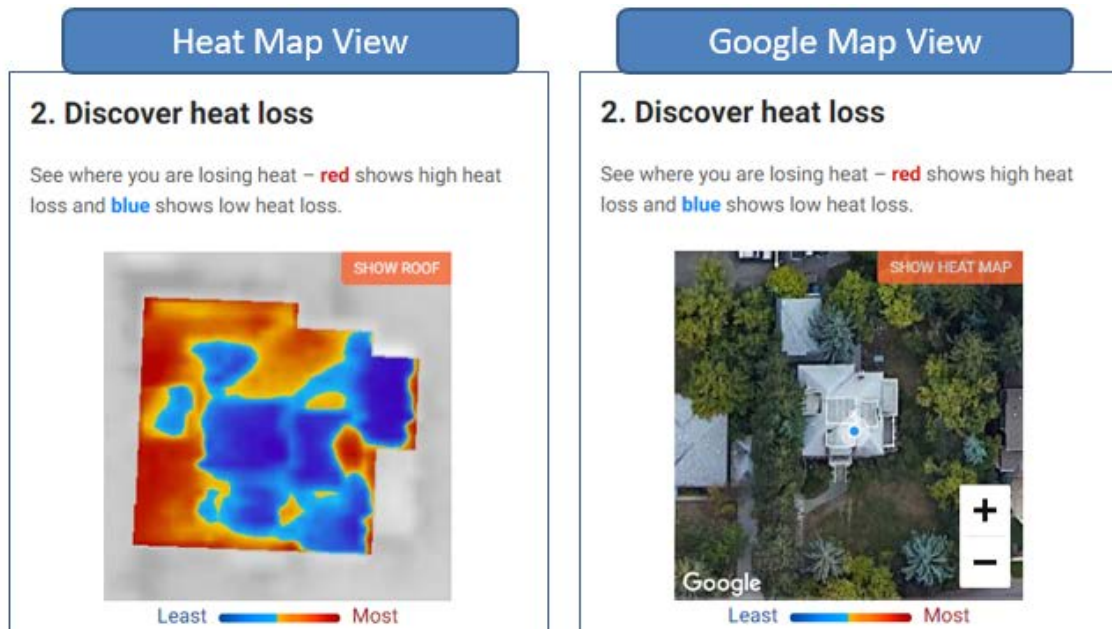 Heat Map View
2. Discover heat loss
See where you are losing heat – red shows high heat
loss and blue shows low heat loss.
SHOW ROOF
Least Most
Google Map View
2. Discover heat loss
See where you are losing heat – red shows high heat
loss and blue shows low heat loss.
SHOW HEAT MAP
+
−
Google
Least Most